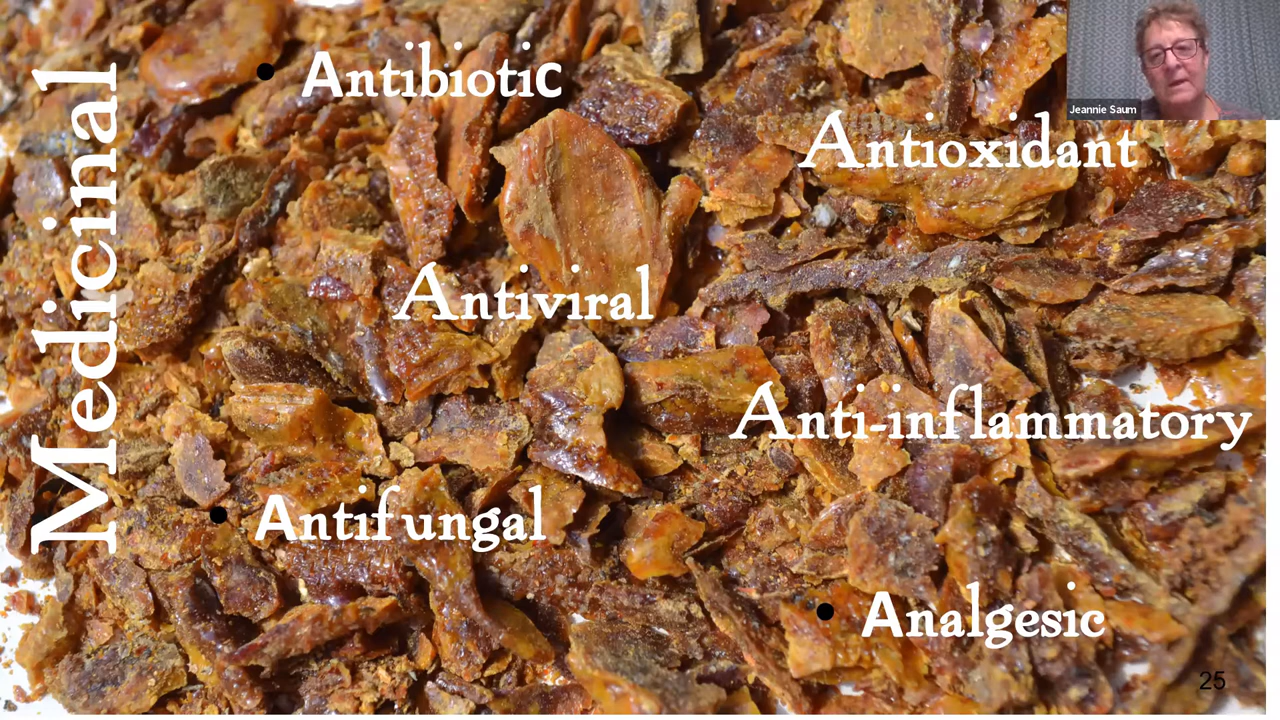 Medicinal
• Antibiotic
Jeannie Saum
Antioxidant
Antiviral
Anti-inflammatory
• Antifungal
• Analgesic
25